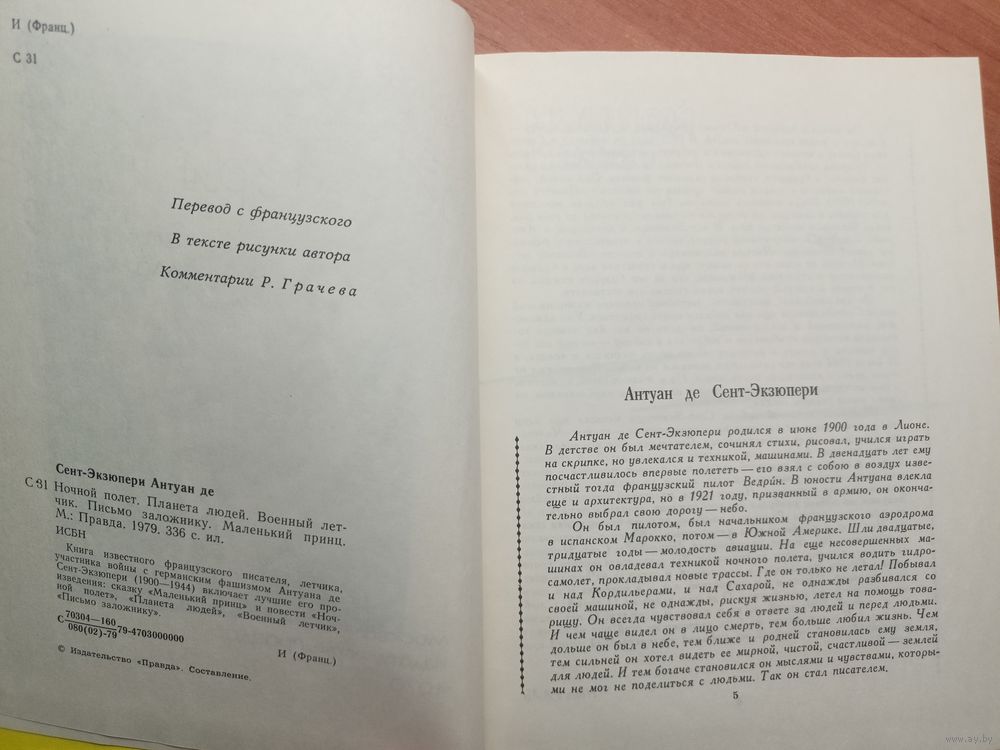 И (Франц.)
С 31
Перевод с французского
В тексте рисунки автора
Комментарии Р. Грачева
Сент-Экзюпери Антуан де
С 31 Ночной полет. Планета людей. Военный лет-
чик. Письмо заложнику. Маленький принц.
М.: Правда, 1979. 336 с. ил.
ИСБН
Книга известного французского писателя, летчика,
участника войны с германским фашизмом Антуана де
Сент-Экзюпери (1900—1944) включает лучшие его про-
изведения: сказку «Маленький принц» и повести «Ноч-
ной полет», «Планета людей», «Военный летчик»,
«Письмо заложнику».
С 70304—160
080(02)-79 79-4703000000
И (Франц.)
© Издательство «Правда». Составление.
Антуан де Сент-Экзюпери
Антуан де Сент-Экзюпери родился в июне 1900 года в Лионе.
В детстве он был мечтателем, сочинял стихи, рисовал, учился играть
на скрипке, но увлекался и техникой, машинами. В двенадцать лет ему
посчастливилось впервые полететь — его взял с собою в воздух изве-
стный тогда французский пилот Ведри́н. В юности Антуана влекла
еще и архитектура, но в 1921 году, призванный в армию, он оконча-
тельно выбрал свою дорогу — небо.
Он был пилотом, был начальником французского аэродрома
в испанском Марокко, потом — в Южной Америке. Шли двадцатые,
тридцатые годы — молодость авиации. На еще несовершенных ма-
шинах он овладевал техникой ночного полета, учился водить гидро-
самолет, прокладывал новые трассы. Где он только не летал! Побывал
и над Кордильерами, и над Сахарой, не однажды разбивался со
своей машиной, не однажды, рискуя жизнью, летел на помощь това-
рищу. Он всегда чувствовал себя в ответе за людей и перед людьми.
И чем чаще видел он в лицо смерть, тем больше любил жизнь. Чем
дольше он был в небе, тем ближе и родней становилась ему земля,
тем сильней он хотел видеть ее мирной, чистой, счастливой — землей
для людей. И тем богаче становился он мыслями и чувствами, которы-
ми не мог не поделиться с людьми. Так он стал писателем.
5
www.ay.by